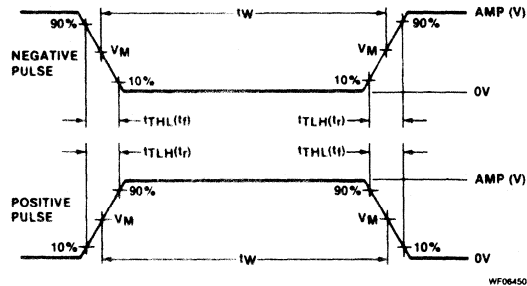 tW
AMP (V)
90%
90%
VM
VM
NEGATIVE
PULSE
10%
10%
0V
tTHL(tf)
tTLH(tr)
tTLH(tr)
tTHL(tf)
AMP (V)
90%
90%
POSITIVE
PULSE
VM
VM
10%
10%
tW
0V
WF06450